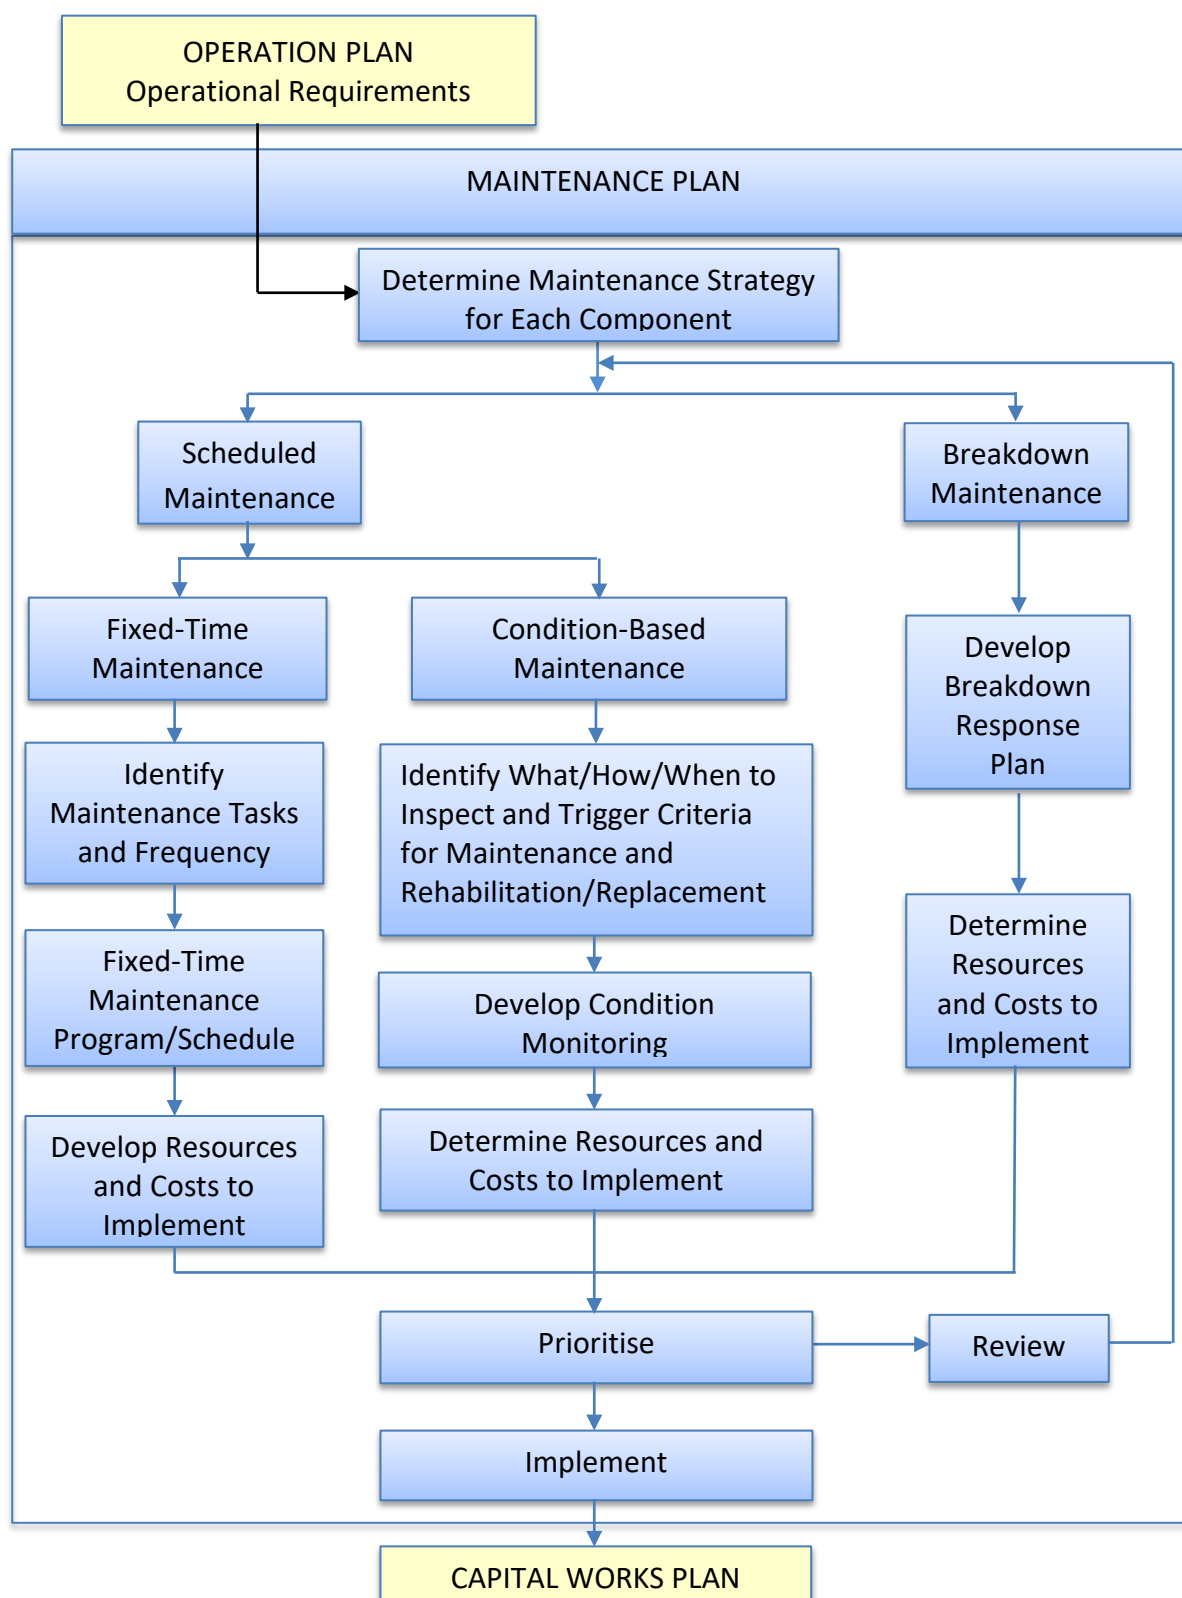 OPERATION PLAN
Operational Requirements
MAINTENANCE PLAN
Determine Maintenance Strategy
for Each Component
Scheduled
Maintenance
Breakdown
Maintenance
Fixed-Time
Maintenance
Condition-Based
Maintenance
Develop
Breakdown
Response
Plan
Identify
Maintenance Tasks
and Frequency
Identify What/How/When to
Inspect and Trigger Criteria
for Maintenance and
Rehabilitation/Replacement
Determine
Resources
and Costs to
Implement
Fixed-Time
Maintenance
Program/Schedule
Develop Condition
Monitoring
Develop Resources
and Costs to
Implement
Determine Resources and
Costs to Implement
Prioritise
Review
Implement
CAPITAL WORKS PLAN